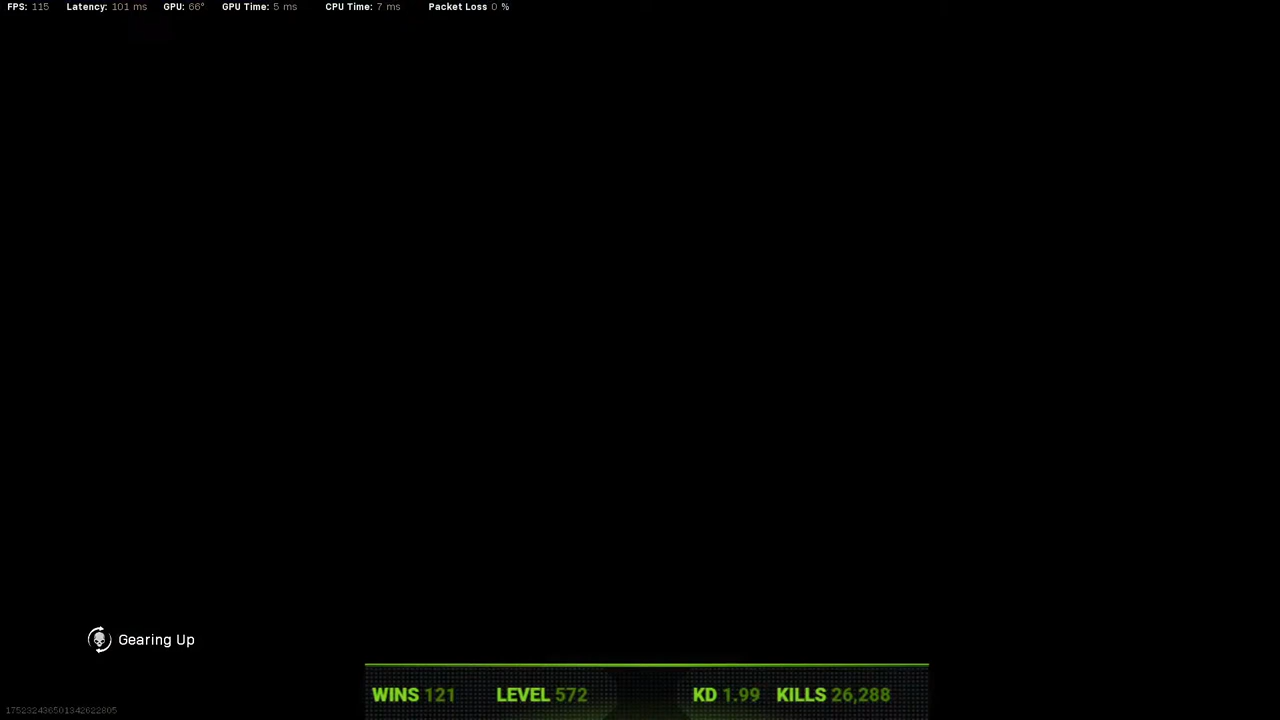 FPS: 115 Latency: 101 ms GPU: 66° GPU Time: 5 ms CPU Time: 7 ms Packet Loss 0 %
Gearing Up
WINS 121 LEVEL 572 KD 1.99 KILLS 26,288